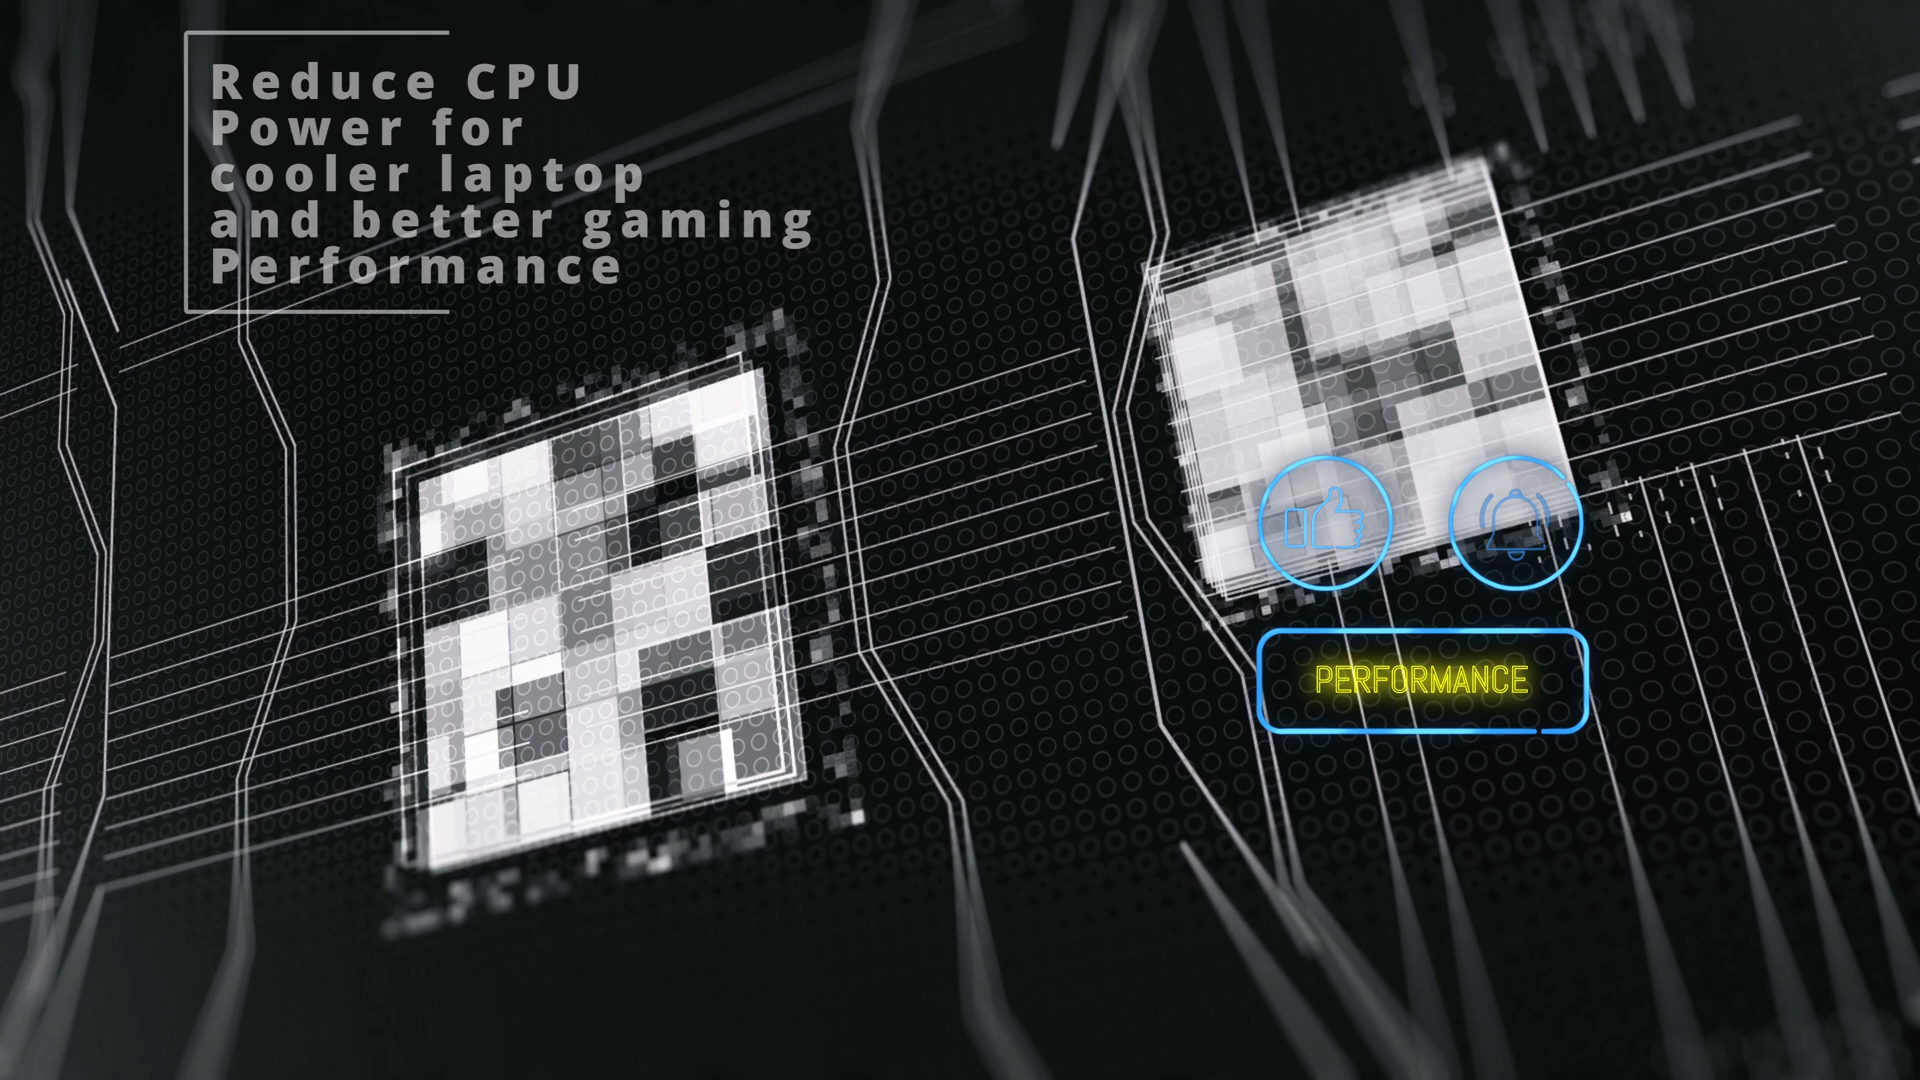 Reduce CPU
Power for
cooler laptop
and better gaming
Performance
PERFORMANCE